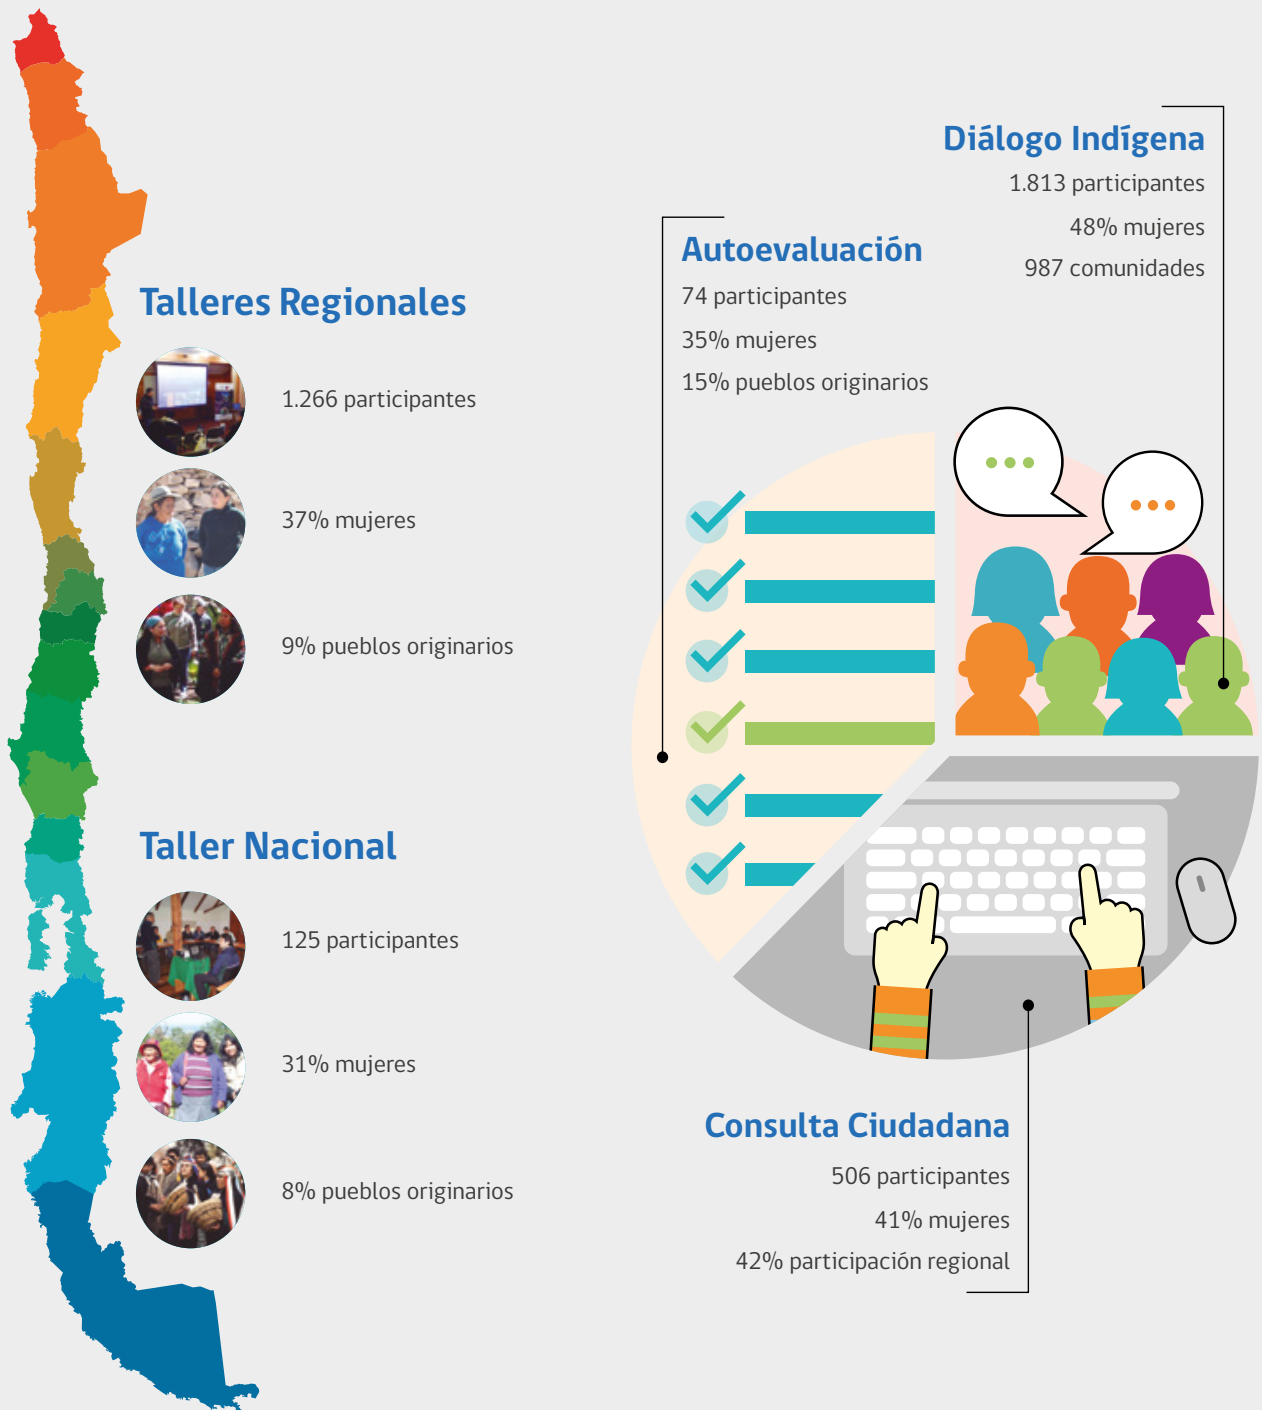 Talleres Regionales
1.266 participantes
37% mujeres
9% pueblos originarios
Taller Nacional
125 participantes
31% mujeres
8% pueblos originarios
Autoevaluación
74 participantes
35% mujeres
15% pueblos originarios
Diálogo Indígena
1.813 participantes
48% mujeres
987 comunidades
Consulta Ciudadana
506 participantes
41% mujeres
42% participación regional